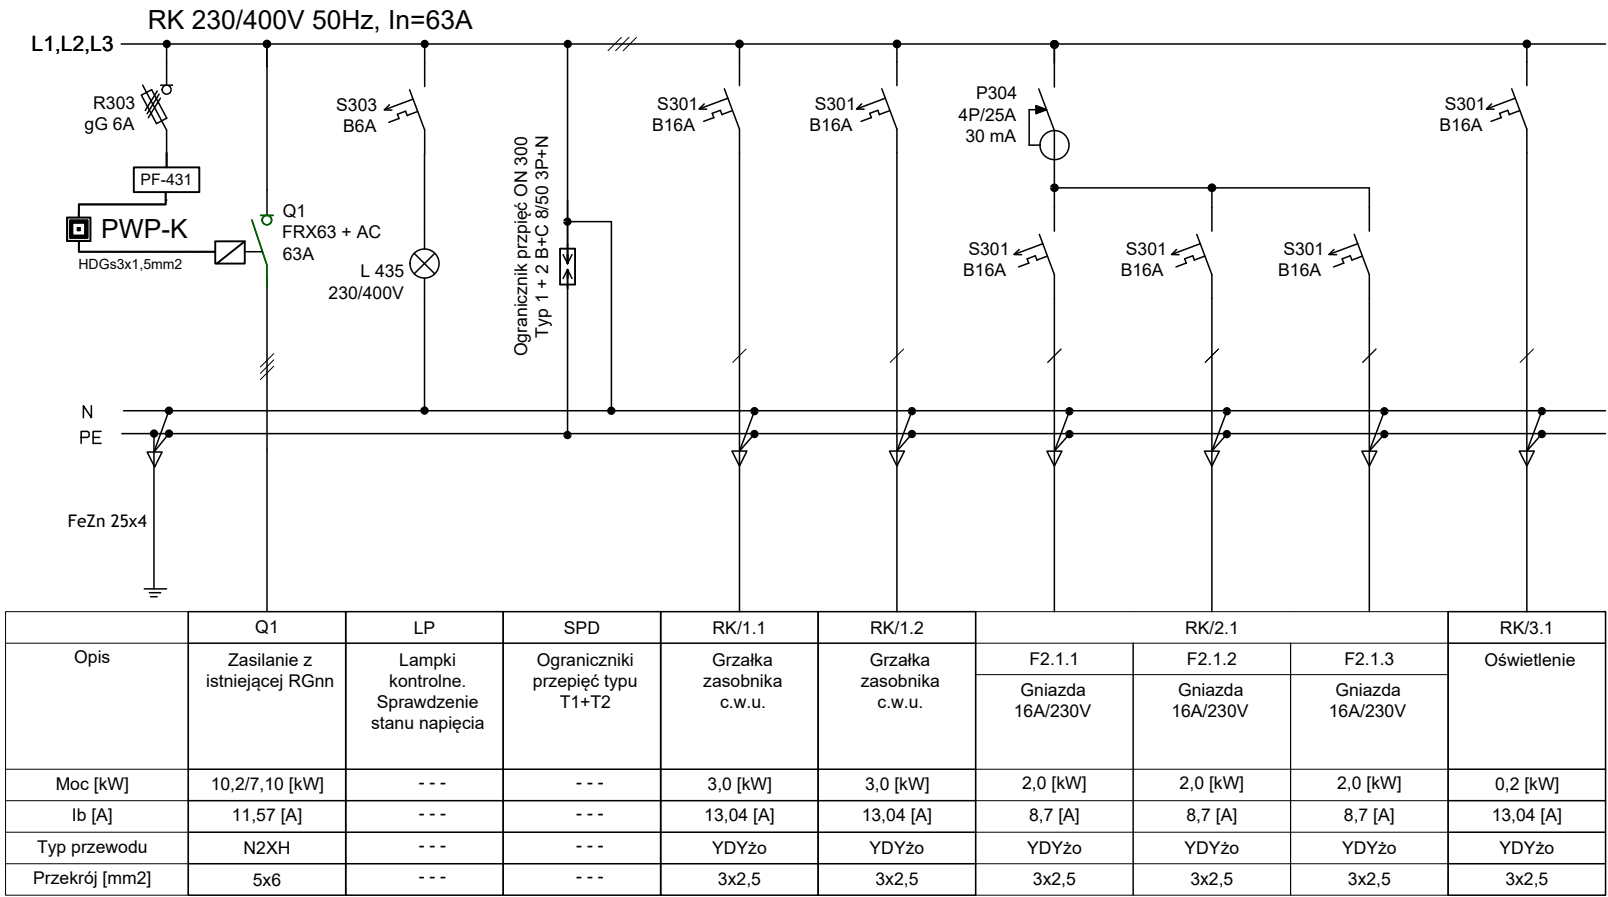 RK 230/400V 50Hz, In=63A
L1,L2,L3
R303
gG 6A
PF-431
PWP-K
HDGs3x1,5mm2
Q1
FRX63 + AC
63A
S303
B6A
L 435
230/400V
Ogranicznik przpięć ON 300
Typ 1 + 2 B+C 8/50 3P+N
S301
B16A
S301
B16A
P304
4P/25A
30 mA
S301
B16A
S301
B16A
S301
B16A
S301
B16A
N
PE
FeZn 25x4
Q1 LP SPD RK/1.1 RK/1.2 RK/2.1 RK/3.1
Opis
Zasilanie z
istniejącej RGnn
Lampki
kontrolne.
Sprawdzenie
stanu napięcia
Ograniczniki
przepięć typu
T1+T2
Grzałka
zasobnika
c.w.u.
Grzałka
zasobnika
c.w.u.
F2.1.1
Gniazda
16A/230V
F2.1.2
Gniazda
16A/230V
F2.1.3
Gniazda
16A/230V
Oświetlenie
Moc [kW] 10,2/7,10 [kW] - - - - - - 3,0 [kW] 3,0 [kW] 2,0 [kW] 2,0 [kW] 2,0 [kW] 0,2 [kW]
Ib [A] 11,57 [A] - - - - - - 13,04 [A] 13,04 [A] 8,7 [A] 8,7 [A] 8,7 [A] 13,04 [A]
Typ przewodu N2XH - - - - - - YDYżo YDYżo YDYżo YDYżo YDYżo YDYżo
Przekrój [mm2] 5x6 - - - - - - 3x2,5 3x2,5 3x2,5 3x2,5 3x2,5 3x2,5